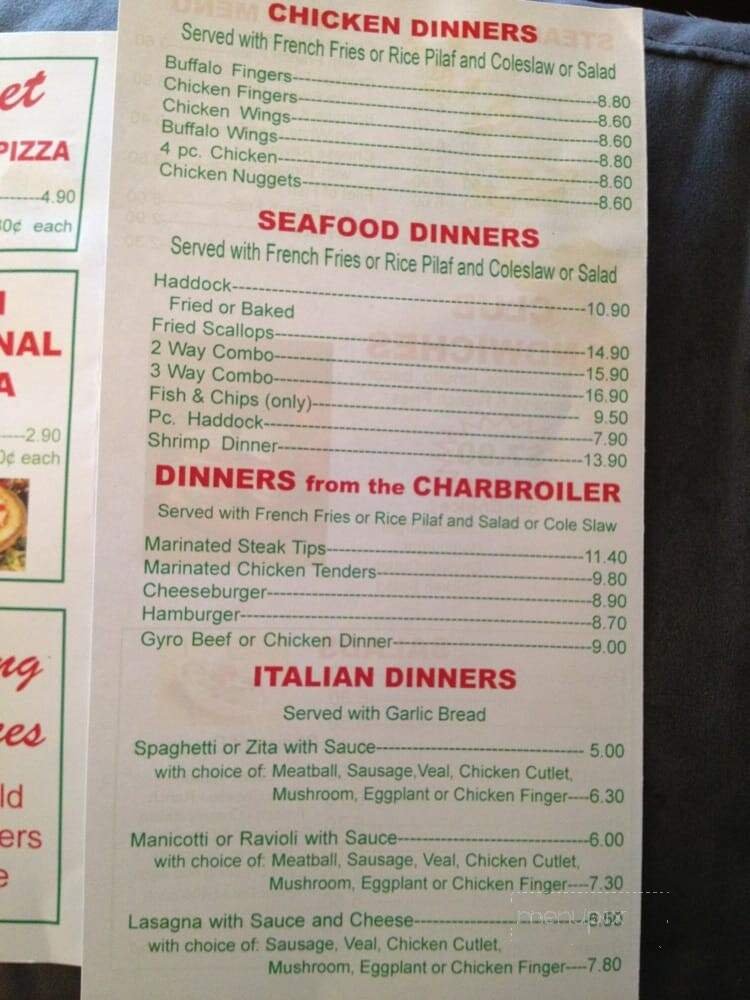 et
PIZZA
4.90
0¢ each
NAL
A
2.90
0¢ each
ng
es
ld
ers
e
CHICKEN DINNERS
Served with French Fries or Rice Pilaf and Coleslaw or Salad
Buffalo Fingers 8.80
Chicken Fingers 8.60
Chicken Wings 8.60
Buffalo Wings 8.80
4 pc. Chicken 8.60
Chicken Nuggets 8.60
SEAFOOD DINNERS
Served with French Fries or Rice Pilaf and Coleslaw or Salad
Haddock 10.90
Fried or Baked
Fried Scallops 14.90
2 Way Combo 15.90
3 Way Combo 16.90
Fish & Chips (only) 9.50
Pc. Haddock 7.90
Shrimp Dinner 13.90
DINNERS from the CHARBROILER
Served with French Fries or Rice Pilaf and Salad or Cole Slaw
Marinated Steak Tips 11.40
Marinated Chicken Tenders 9.80
Cheeseburger 8.90
Hamburger 8.70
Gyro Beef or Chicken Dinner 9.00
ITALIAN DINNERS
Served with Garlic Bread
Spaghetti or Zita with Sauce 5.00
with choice of: Meatball, Sausage,Veal, Chicken Cutlet,
Mushroom, Eggplant or Chicken Finger 6.30
Manicotti or Ravioli with Sauce 6.00
with choice of: Meatball, Sausage, Veal, Chicken Cutlet,
Mushroom, Eggplant or Chicken Finger 7.30
Lasagna with Sauce and Cheese 6.50
with choice of: Sausage, Veal, Chicken Cutlet,
Mushroom, Eggplant or Chicken Finger 7.80